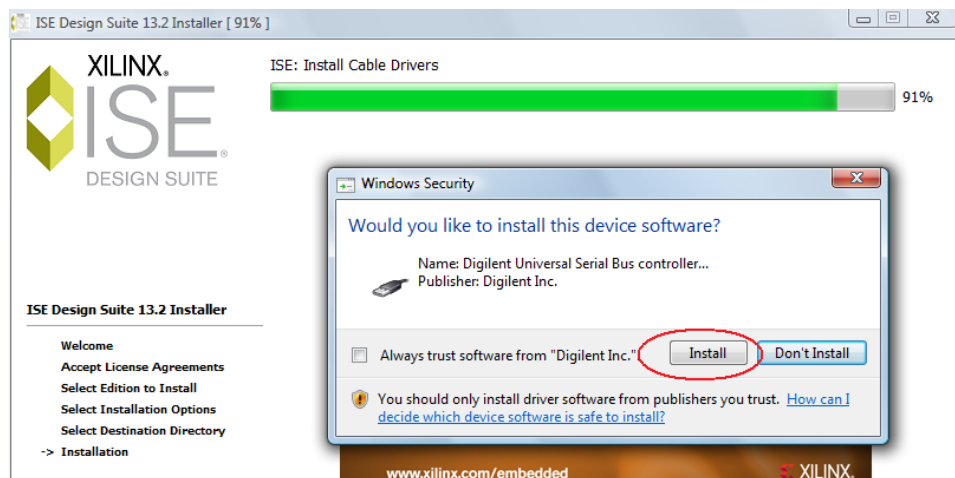 ISE Design Suite 13.2 Installer [ 91% ]
XILINX®
ISE®
DESIGN SUITE
ISE: Install Cable Drivers
91%
Windows Security
Would you like to install this device software?
Name: Digilent Universal Serial Bus controller...
Publisher: Digilent Inc.
Always trust software from "Digilent Inc."
Install
Don't Install
You should only install driver software from publishers you trust. How can I
decide which device software is safe to install?
ISE Design Suite 13.2 Installer
Welcome
Accept License Agreements
Select Edition to Install
Select Installation Options
Select Destination Directory
-> Installation
www.xilinx.com/embedded
XILINX.